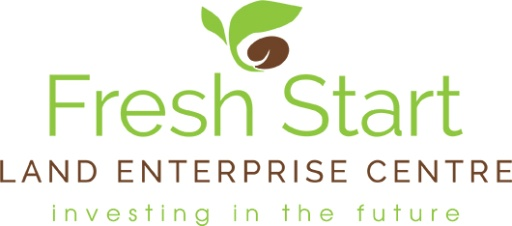 Fresh Start
LAND ENTERPRISE CENTRE
investing in the future